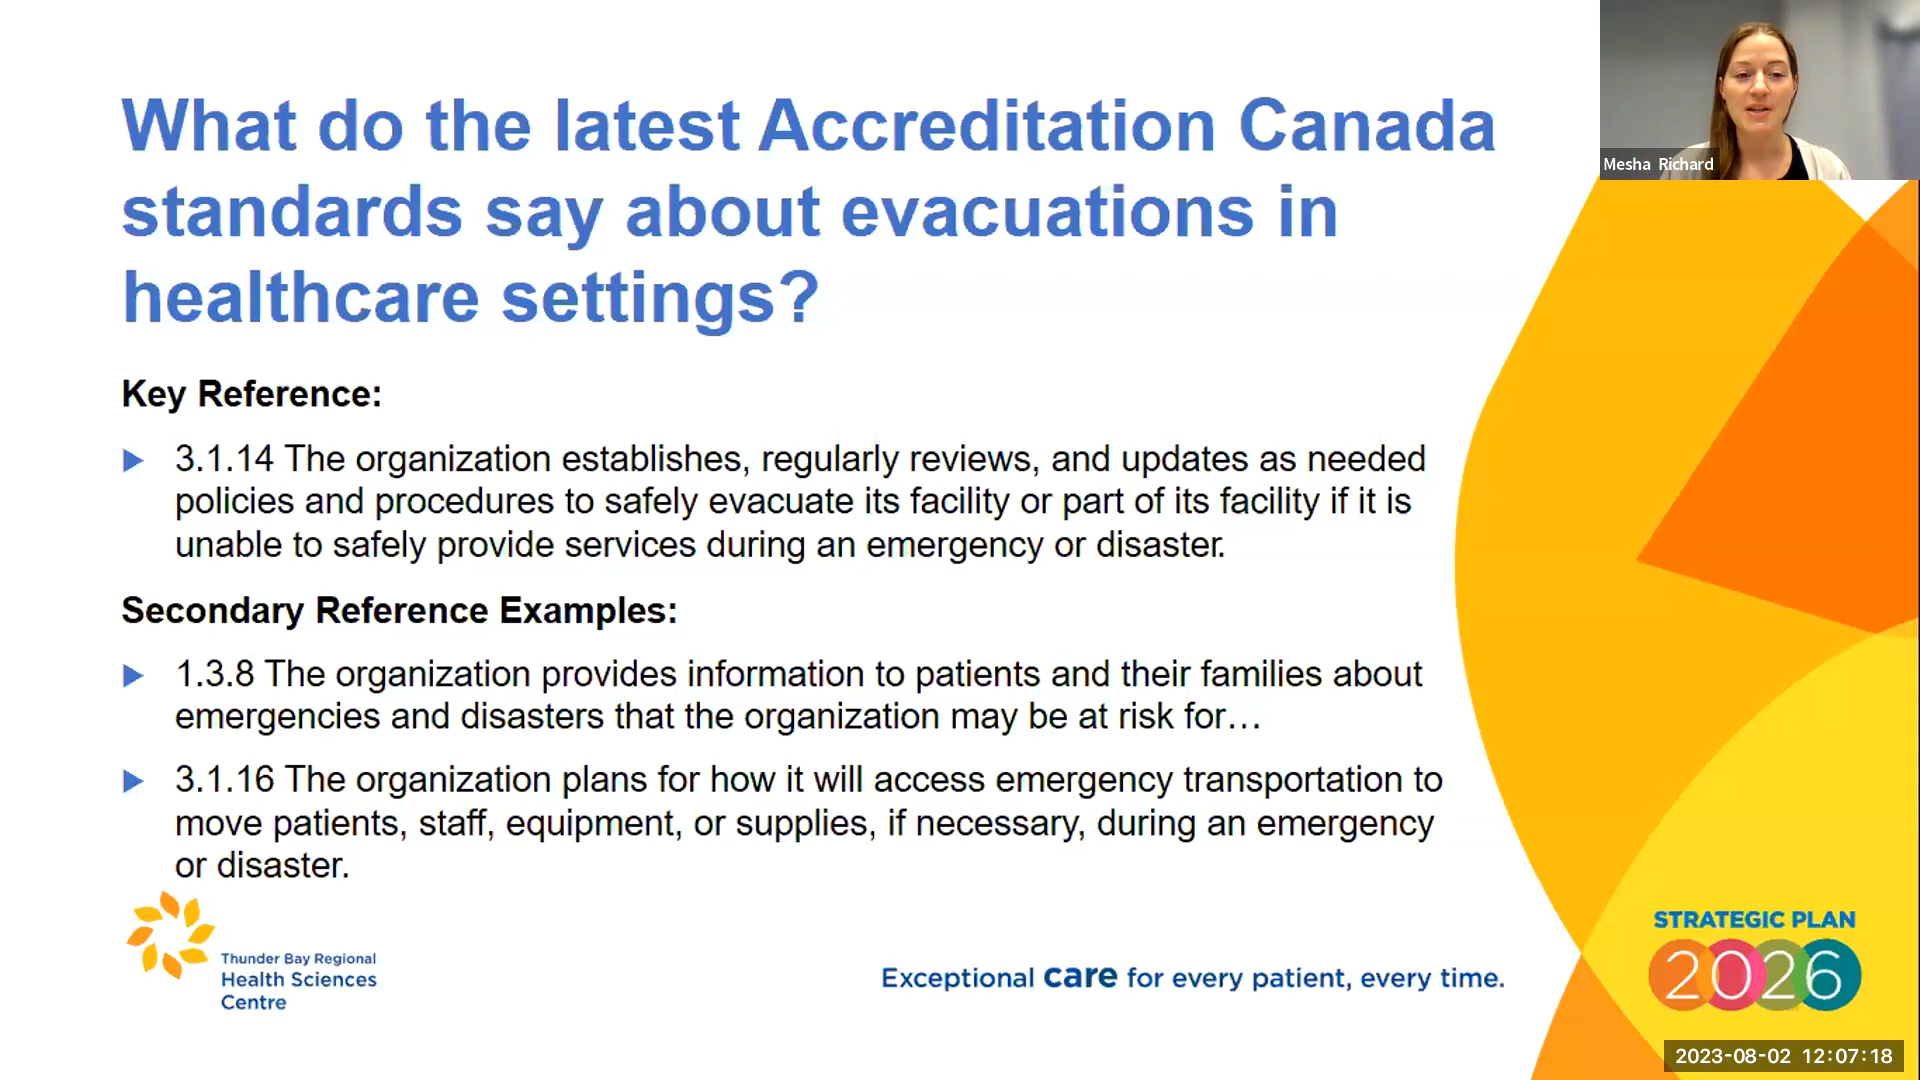 What do the latest Accreditation Canada
standards say about evacuations in
healthcare settings?
Mesha Richard
Key Reference:
3.1.14 The organization establishes, regularly reviews, and updates as needed
policies and procedures to safely evacuate its facility or part of its facility if it is
unable to safely provide services during an emergency or disaster.
Secondary Reference Examples:
1.3.8 The organization provides information to patients and their families about
emergencies and disasters that the organization may be at risk for…
3.1.16 The organization plans for how it will access emergency transportation to
move patients, staff, equipment, or supplies, if necessary, during an emergency
or disaster.
Thunder Bay Regional
Health Sciences
Centre
Exceptional care for every patient, every time.
STRATEGIC PLAN
2026
2023-08-02 12:07:18